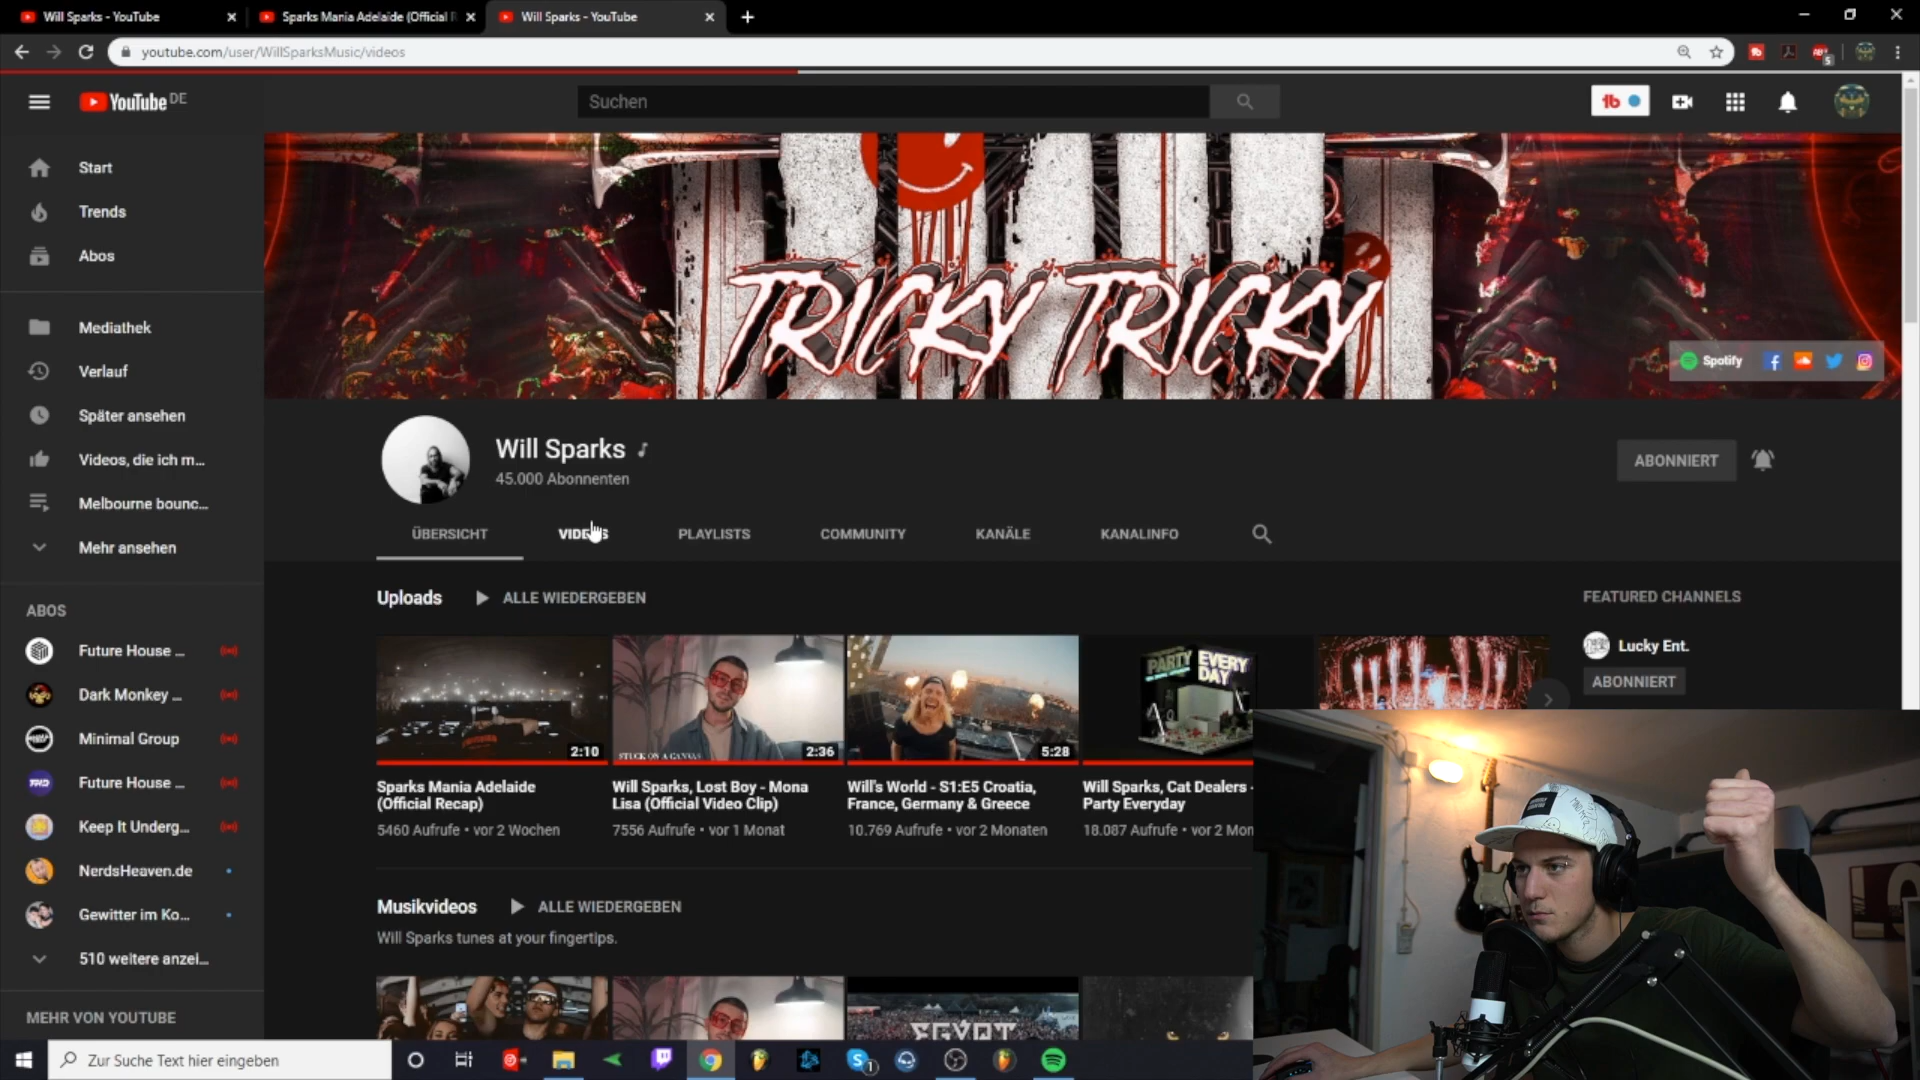 Will Sparks - YouTube
Sparks Mania Adelaide (Official R
Will Sparks - YouTube
youtube.com/user/WillSparksMusic/videos
YouTube DE
Suchen
Start
Trends
Abos
Mediathek
Verlauf
Später ansehen
Videos, die ich m...
Melbourne bounc...
Mehr ansehen
ABOS
Future House ...
Dark Monkey ...
Minimal Group
Future House ...
Keep It Underg...
NerdsHeaven.de
Gewitter im Ko...
510 weitere anzei...
MEHR VON YOUTUBE
TRICKY TRICKY
Spotify
Will Sparks
45.000 Abonnenten
ABONNIERT
ÜBERSICHT
VIDEOS
PLAYLISTS
COMMUNITY
KANÄLE
KANALINFO
Uploads
ALLE WIEDERGEBEN
FEATURED CHANNELS
Lucky Ent.
ABONNIERT
STUCK ON A CANVAS
PARTY EVERY DAY
2:10
2:36
5:28
Sparks Mania Adelaide (Official Recap)
5460 Aufrufe • vor 2 Wochen
Will Sparks, Lost Boy - Mona Lisa (Official Video Clip)
7556 Aufrufe • vor 1 Monat
Will's World - S1:E5 Croatia, France, Germany & Greece
10.769 Aufrufe • vor 2 Monaten
Will Sparks, Cat Dealers - Party Everyday
18.087 Aufrufe • vor 2 Mon
Musikvideos
ALLE WIEDERGEBEN
Will Sparks tunes at your fingertips.
EGYPT
Zur Suche Text hier eingeben